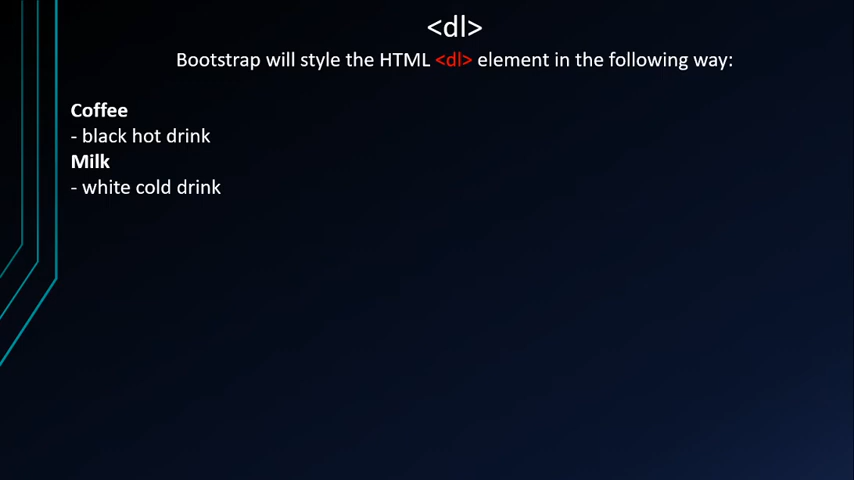 <dl>
Bootstrap will style the HTML <dl> element in the following way:
Coffee
- black hot drink
Milk
- white cold drink